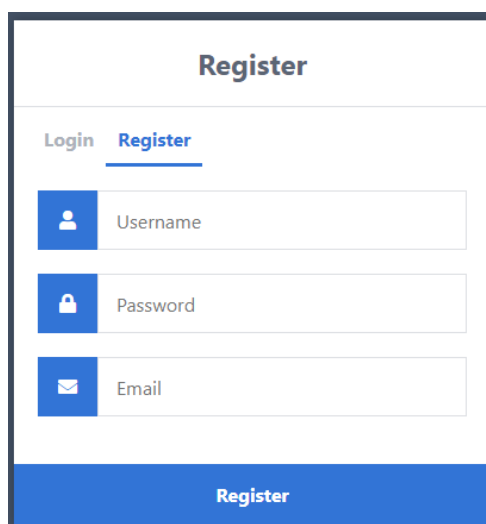 Register
Login Register
Username
Password
Email
Register